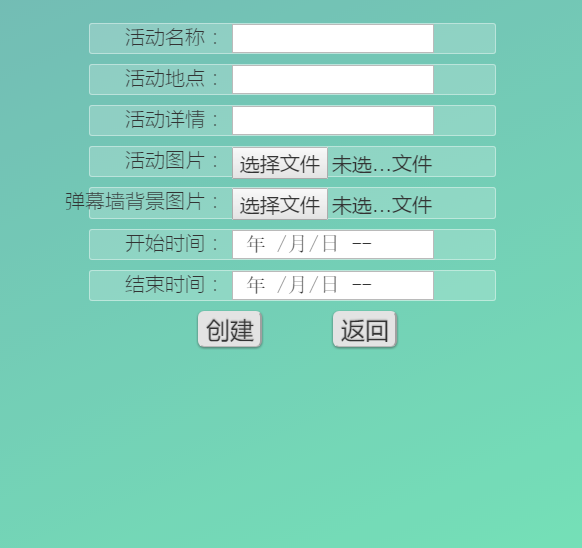 活动名称：
活动地点：
活动详情：
活动图片： 选择文件 未选...文件
弹幕墙背景图片： 选择文件 未选...文件
开始时间： 年 /月/日 --
结束时间： 年 /月/日 --
创建 返回